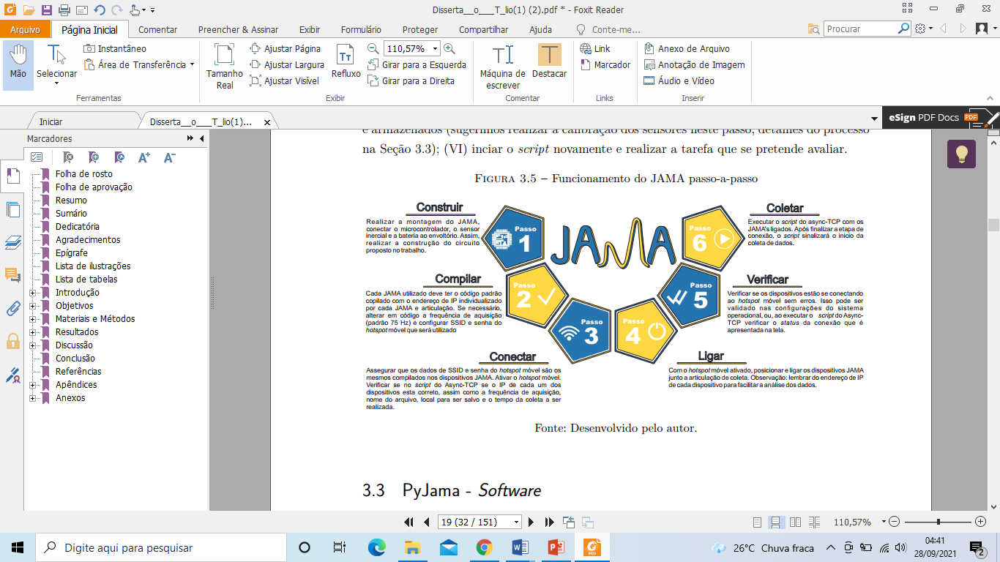 Disserta__o___T_lio(1) (2).pdf * - Foxit Reader
Arquivo
Página Inicial
Comentar
Preencher & Assinar
Exibir
Formulário
Proteger
Compartilhar
Ajuda
Conte-me...
Procurar
Mão
Selecionar
Instantâneo
Área de Transferência
Ferramentas
Tamanho
Real
Ajustar Página
Ajustar Largura
Ajustar Visível
Refluxo
110,57%
Girar para a Esquerda
Girar para a Direita
Exibir
Máquina de
escrever
Destacar
Comentar
Link
Marcador
Links
Anexo de Arquivo
Anotação de Imagem
Áudio e Vídeo
Inserir
Iniciar
Disserta__o____T_lio(1)...
eSign PDF Docs
PDF
Marcadores
Folha de rosto
Folha de aprovação
Resumo
Sumário
Dedicatória
Agradecimentos
Epígrafe
Lista de ilustrações
Lista de tabelas
Introdução
Objetivos
Materiais e Métodos
Resultados
Discussão
Conclusão
Referências
Apêndices
Anexos
e armazenados (sugerimos realizar a calibração dos sensores neste passo, detalhes do processo
na Seção 3.3); (VI) inciar o script novamente e realizar a tarefa que se pretende avaliar.
Figura 3.5 – Funcionamento do JAMA passo-a-passo
Construir
Realizar a montagem do JAMA,
conectar o microcontrolador, o sensor
inercial e a bateria ao envoltório. Assim,
realizar a construção do circuito
proposto no trabalho.
Passo
1
JAMA
Passo
6
Coletar
Executar o script do async-TCP com os
JAMA's ligados. Após finalizar a etapa de
conexão, o script sinalizará o inicio da
coleta de dados.
Compilar
Cada JAMA utilizado deve ter o código padrão
copilado com o endereço de IP individualizado
por cada JAMA e articulação. Se necessário,
alterar em código a frequência de aquisição
(padrão 75 Hz) e configurar SSID e senha do
hotspot móvel que será utilizado
Passo
2
Passo
5
Verificar
Verificar se os dispositivos estão se conectando
ao hotspot móvel sem erros. Isso pode ser
validado nas configurações do sistema
operacional, ou, ao executar o script do Async-
TCP verificar o status da conexão que é
apresentada na tela.
Passo
3
Passo
4
Conectar
Assegurar que os dados de SSID e senha do hotspot móvel são os
mesmos compilados nos dispositivos JAMA. Ativar o hotspot móvel.
Verificar se no script do Async-TCP se o IP de cada um dos
dispositivos esta correto, assim como a frequência de aquisição,
nome do arquivo, local para ser salvo e o tempo da coleta a ser
realizada.
Ligar
Com o hotspot móvel ativado, posicionar e ligar os dispositivos JAMA
junto a articulação de coleta. Observação: lembrar do endereço de IP
de cada dispositivo para facilitar a análise dos dados.
Fonte: Desenvolvido pelo autor.
3.3 PyJama - Software
19 (32 / 151)
110,57%
Digite aqui para pesquisar
26°C Chuva fraca
04:41
28/09/2021
2